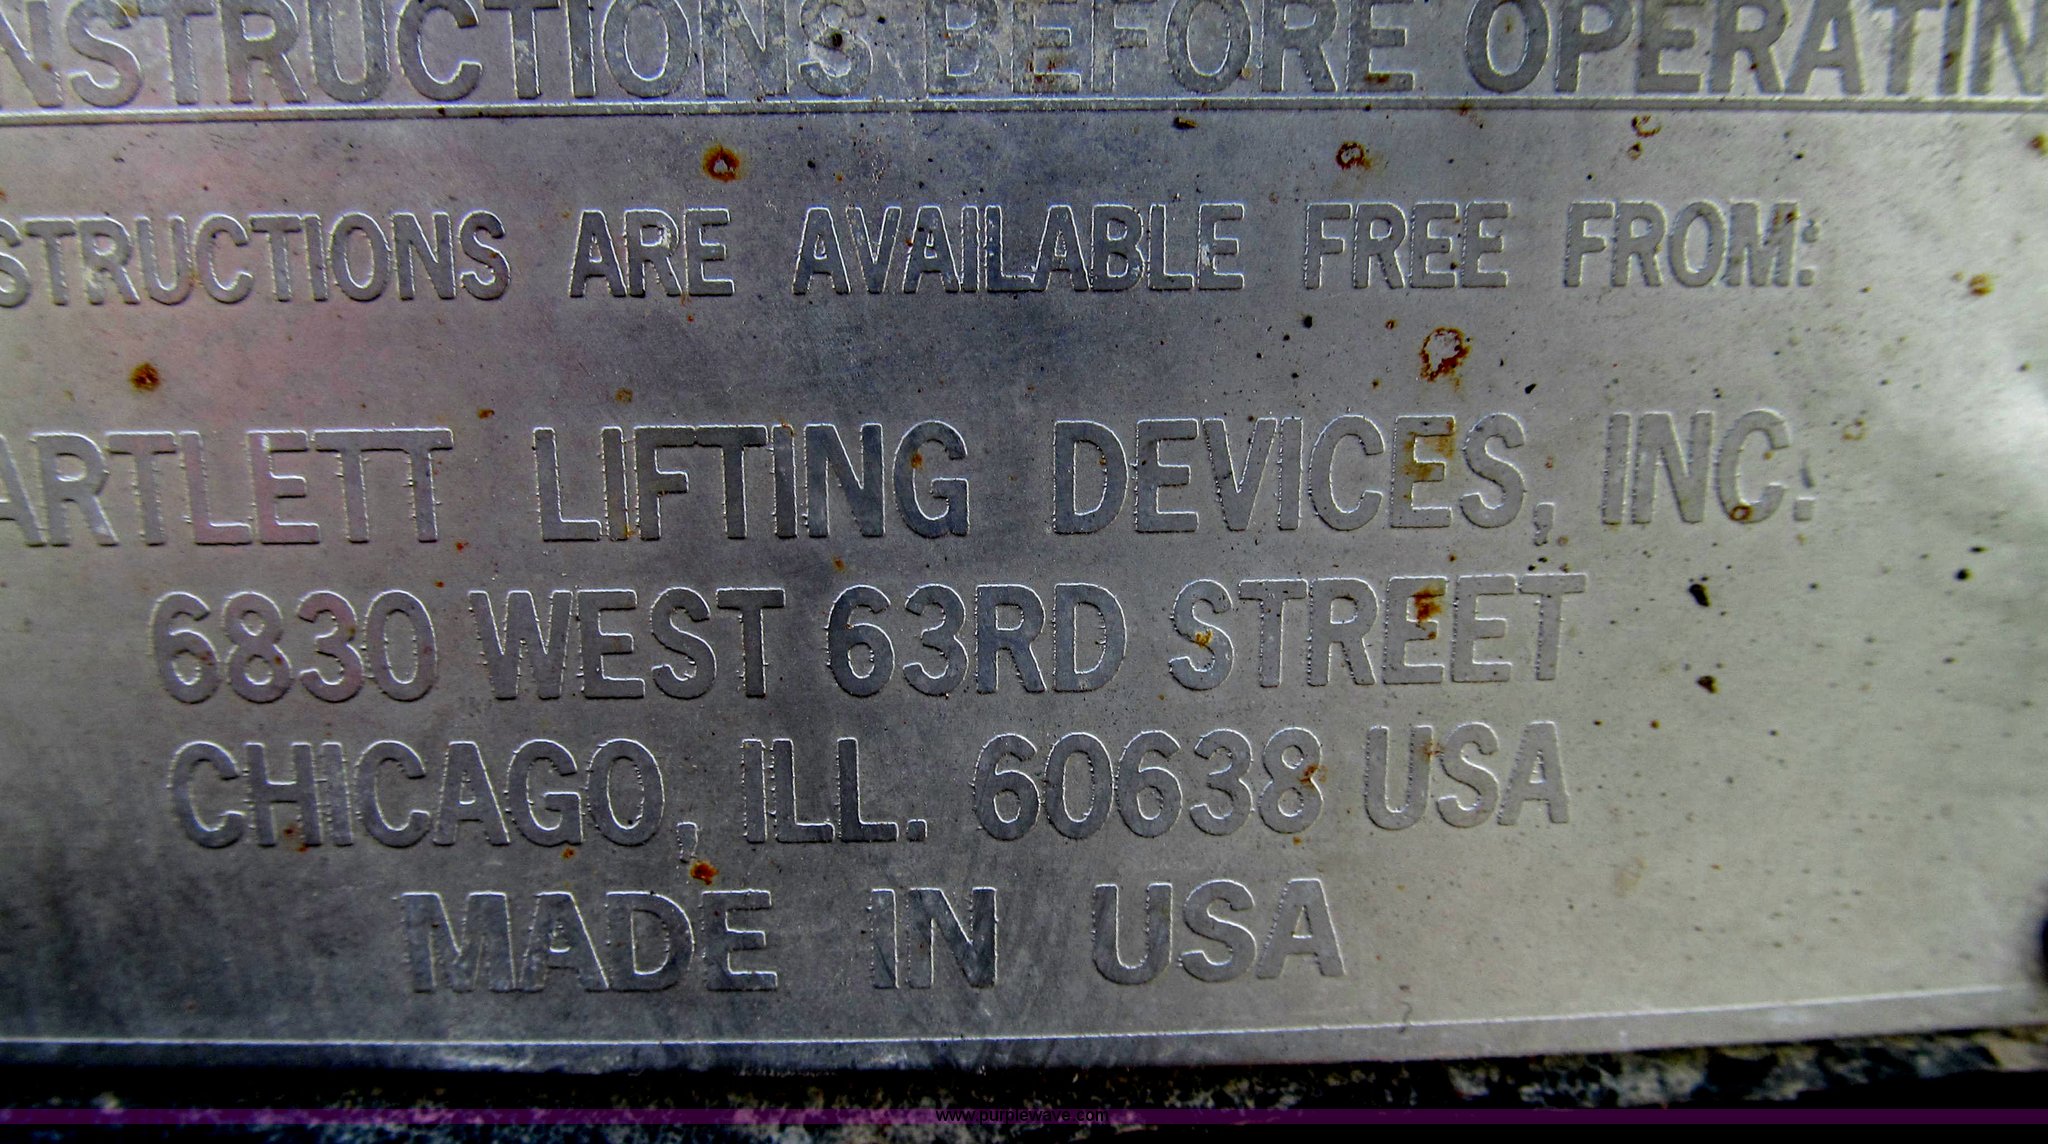 NSTRUCTIONS BEFORE OPERATIN
STRUCTIONS ARE AVAILABLE FREE FROM:
ARTLETT LIFTING DEVICES, INC.
6830 WEST 63RD STREET
CHICAGO, ILL. 60638 USA
MADE IN USA
www.purplewave.com